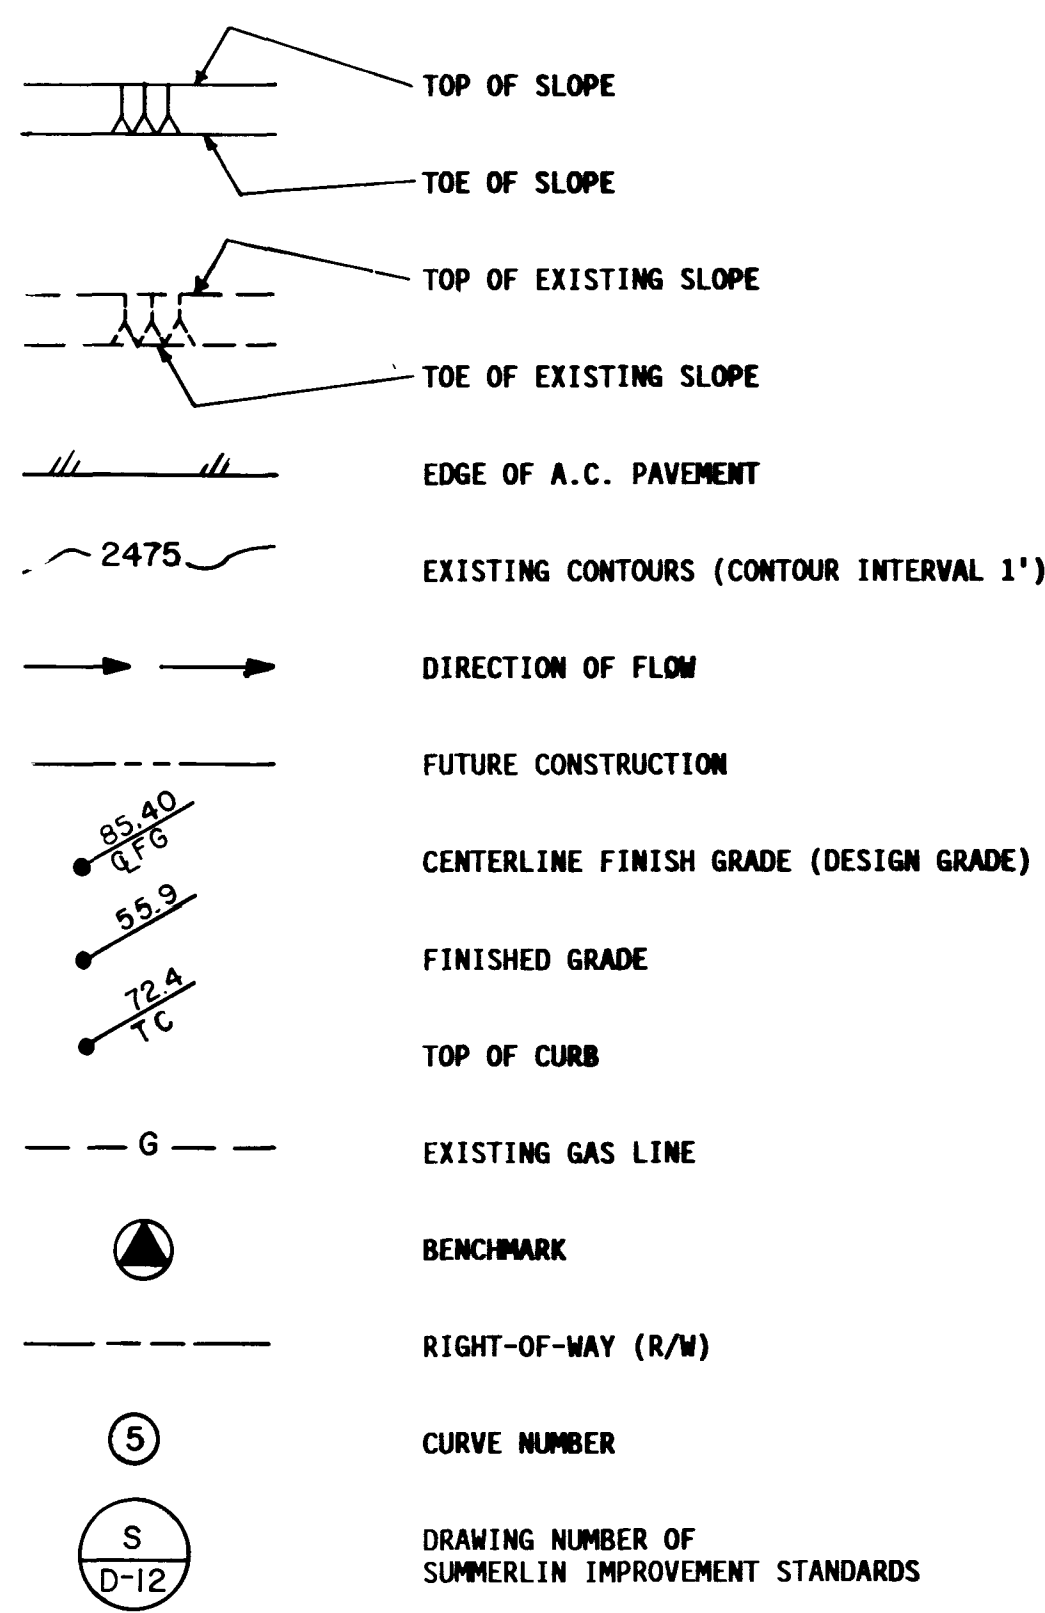 TOP OF SLOPE
TOE OF SLOPE
TOP OF EXISTING SLOPE
TOE OF EXISTING SLOPE
EDGE OF A.C. PAVEMENT
2475
EXISTING CONTOURS (CONTOUR INTERVAL 1')
DIRECTION OF FLOW
FUTURE CONSTRUCTION
85.40
℄FG
CENTERLINE FINISH GRADE (DESIGN GRADE)
55.9
FINISHED GRADE
72.4
TC
TOP OF CURB
G
EXISTING GAS LINE
BENCHMARK
RIGHT-OF-WAY (R/W)
5
CURVE NUMBER
S
D-12
DRAWING NUMBER OF
SUMMERLIN IMPROVEMENT STANDARDS